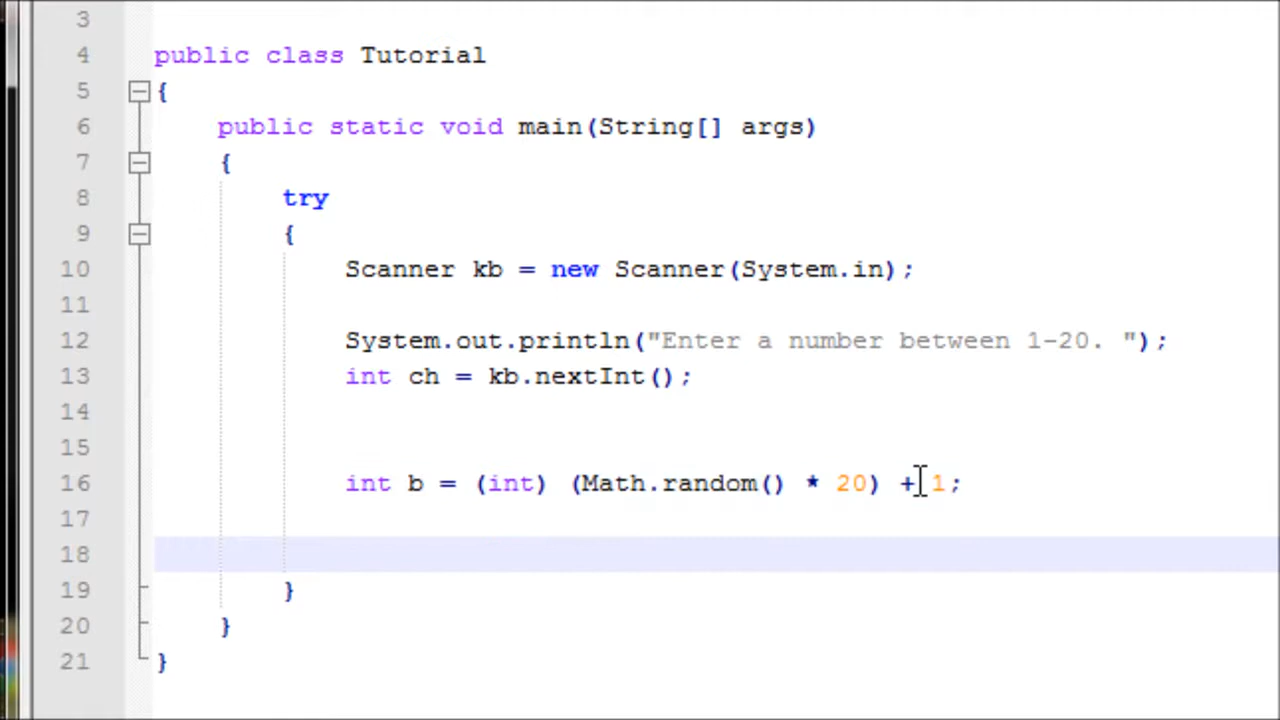 3
4 public class Tutorial
5 {
6 public static void main(String[] args)
7 {
8 try
9 {
10 Scanner kb = new Scanner(System.in);
11
12 System.out.println("Enter a number between 1-20. ");
13 int ch = kb.nextInt();
14
15
16 int b = (int) (Math.random() * 20) + 1;
17
18
19 }
20 }
21 }